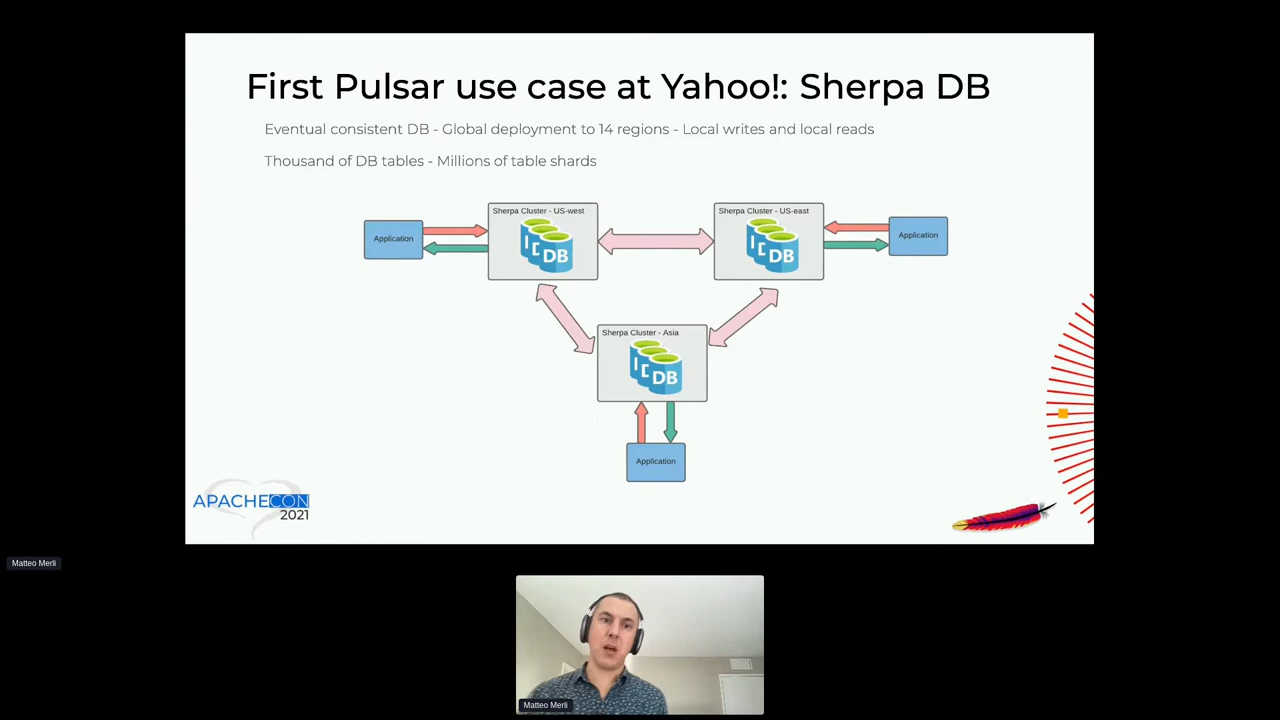 First Pulsar use case at Yahoo!: Sherpa DB
Eventual consistent DB - Global deployment to 14 regions - Local writes and local reads
Thousand of DB tables - Millions of table shards
Sherpa Cluster - US-west
Sherpa Cluster - US-east
Application
DB
DB
Application
Sherpa Cluster - Asia
DB
Application
APACHECON
2021
Matteo Merli
Matteo Merli